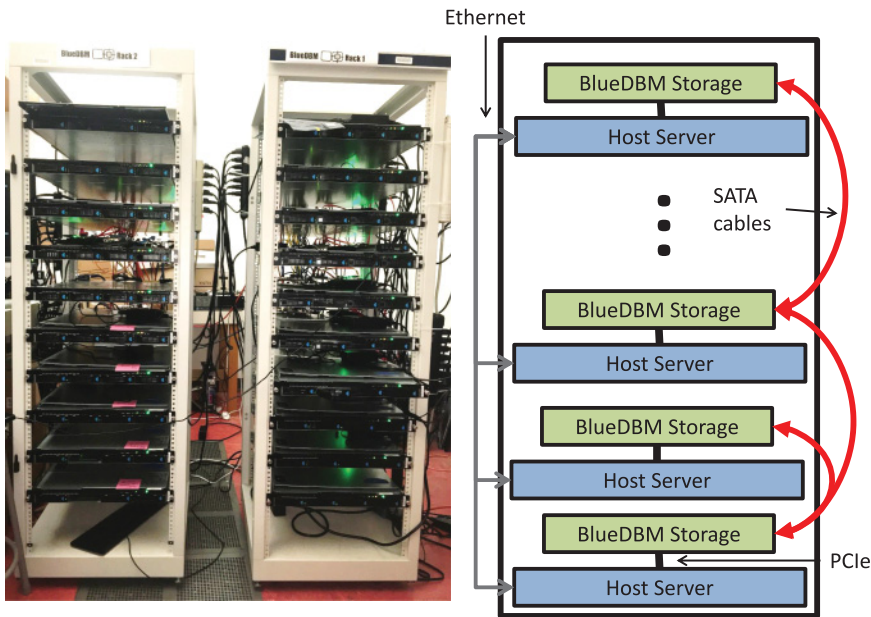 BlueDBM Rack 2
BlueDBM Rack 1
Ethernet
BlueDBM Storage
Host Server
SATA
cables
BlueDBM Storage
Host Server
BlueDBM Storage
Host Server
BlueDBM Storage
PCIe
Host Server